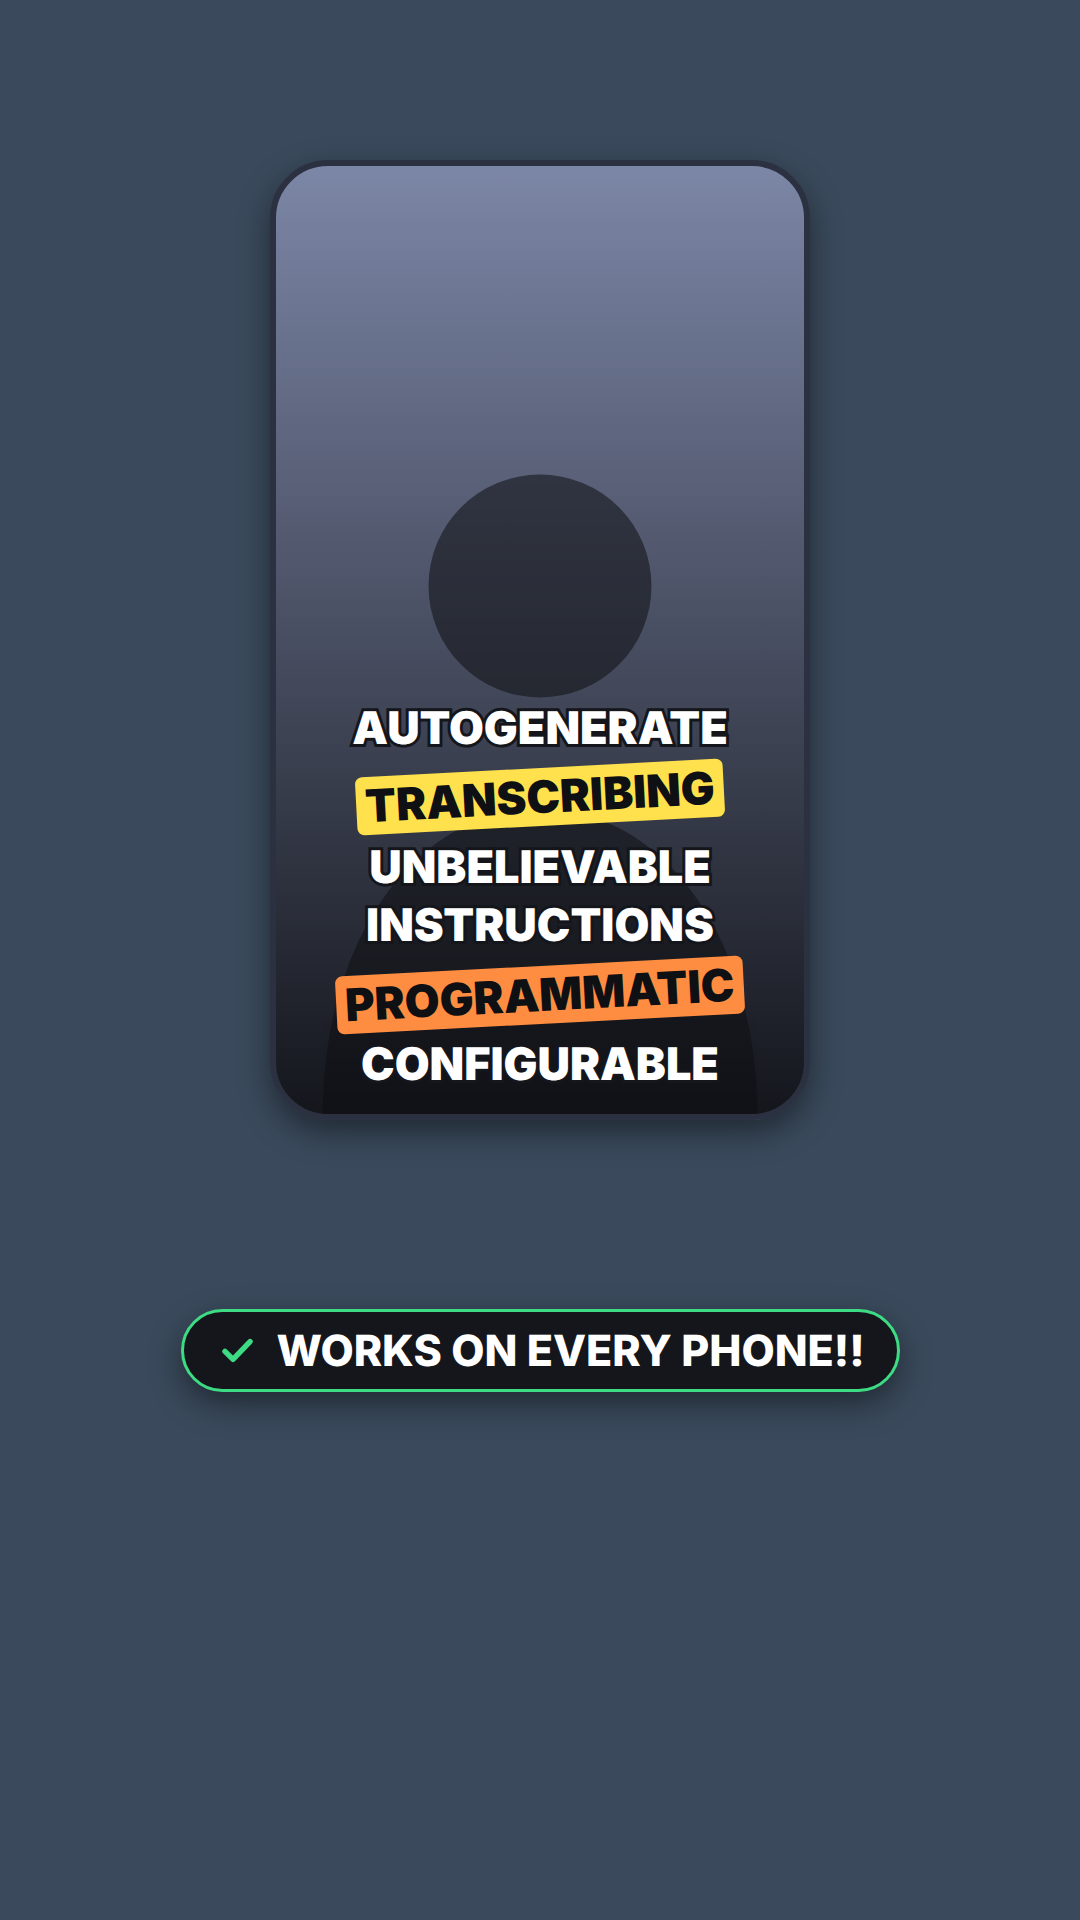 AUTOGENERATE
TRANSCRIBING
UNBELIEVABLE
INSTRUCTIONS
PROGRAMMATIC
CONFIGURABLE
WORKS ON EVERY PHONE!!